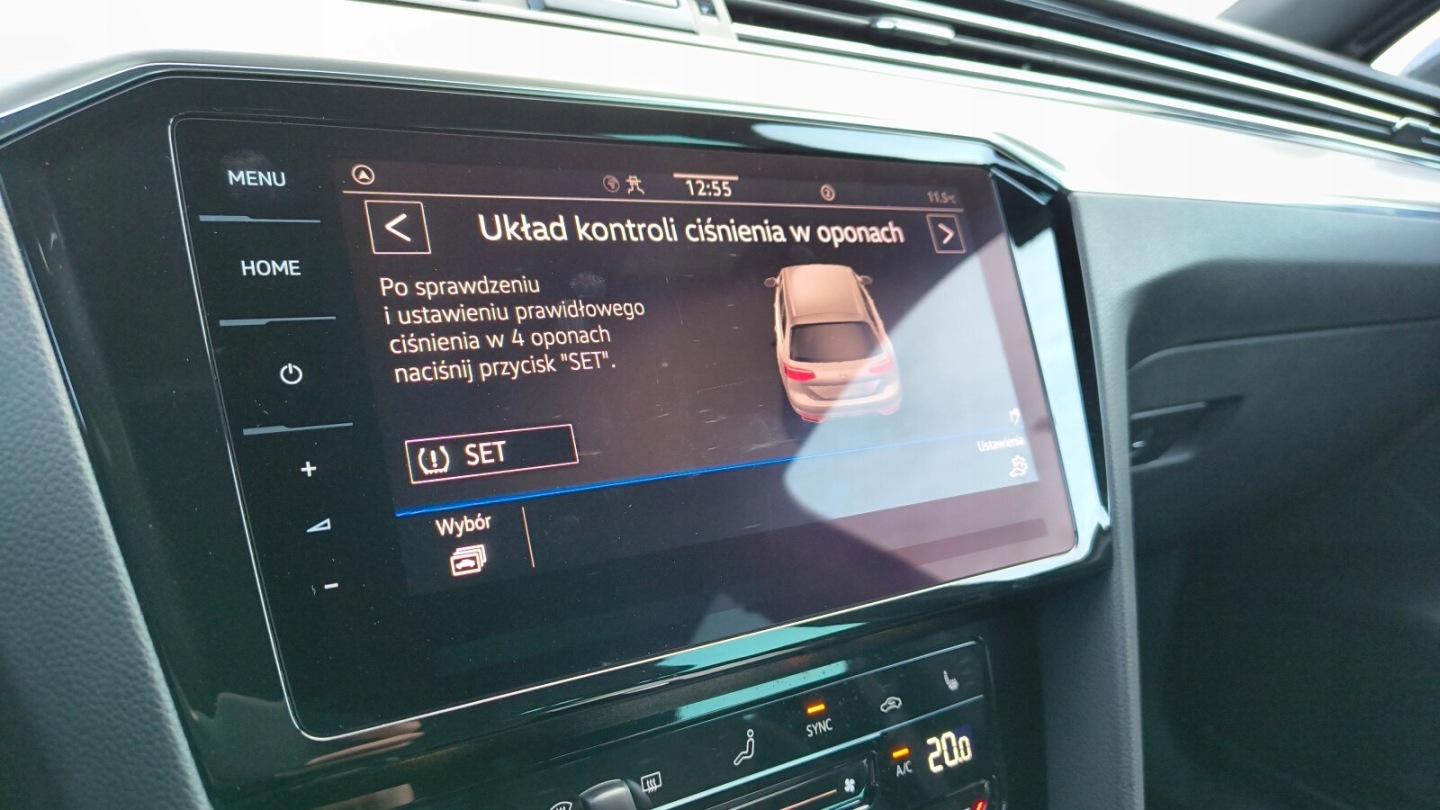 MENU
HOME
12:55
11.5°C
Układ kontroli ciśnienia w oponach
Po sprawdzeniu
i ustawieniu prawidłowego
ciśnienia w 4 oponach
naciśnij przycisk "SET".
SET
Ustawienia
Wybór
SYNC
A/C
20.0